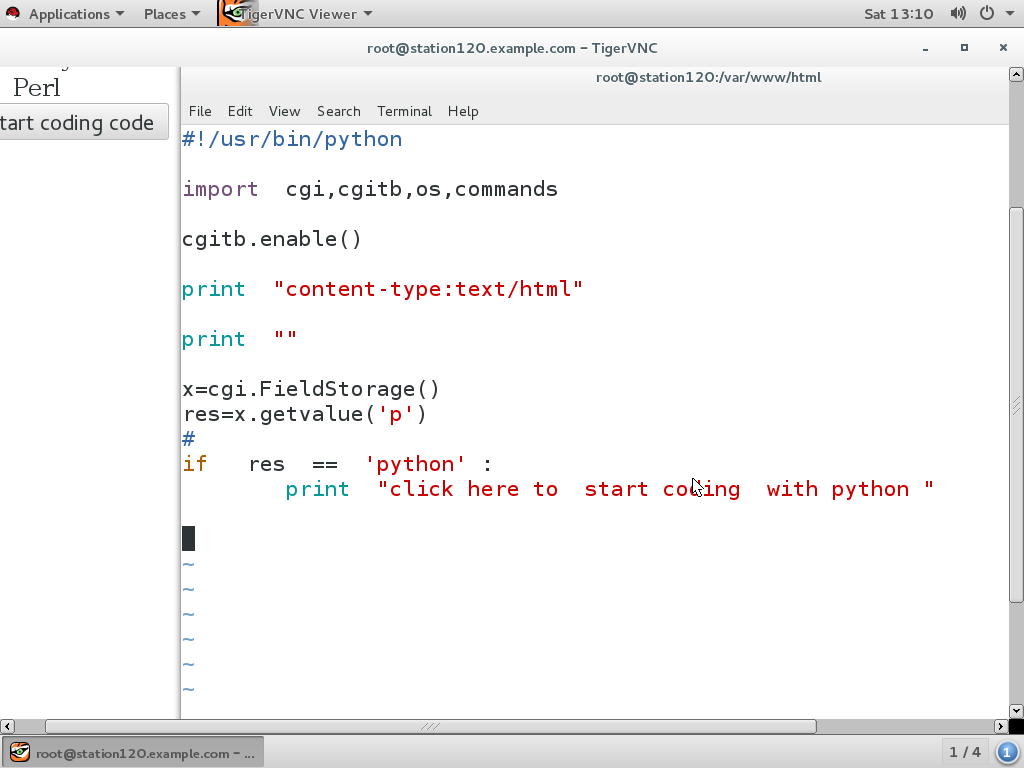 Applications Places TigerVNC Viewer Sat 13:10
root@station120.example.com – TigerVNC
Perl
tart coding code
root@station120:/var/www/html
File Edit View Search Terminal Help
#!/usr/bin/python
import cgi,cgitb,os,commands
cgitb.enable()
print "content-type:text/html"
print ""
x=cgi.FieldStorage()
res=x.getvalue('p')
#
if res == 'python' :
print "click here to start coding with python "
~
~
~
~
~
~
root@station120.example.com – ...
1 / 4
1